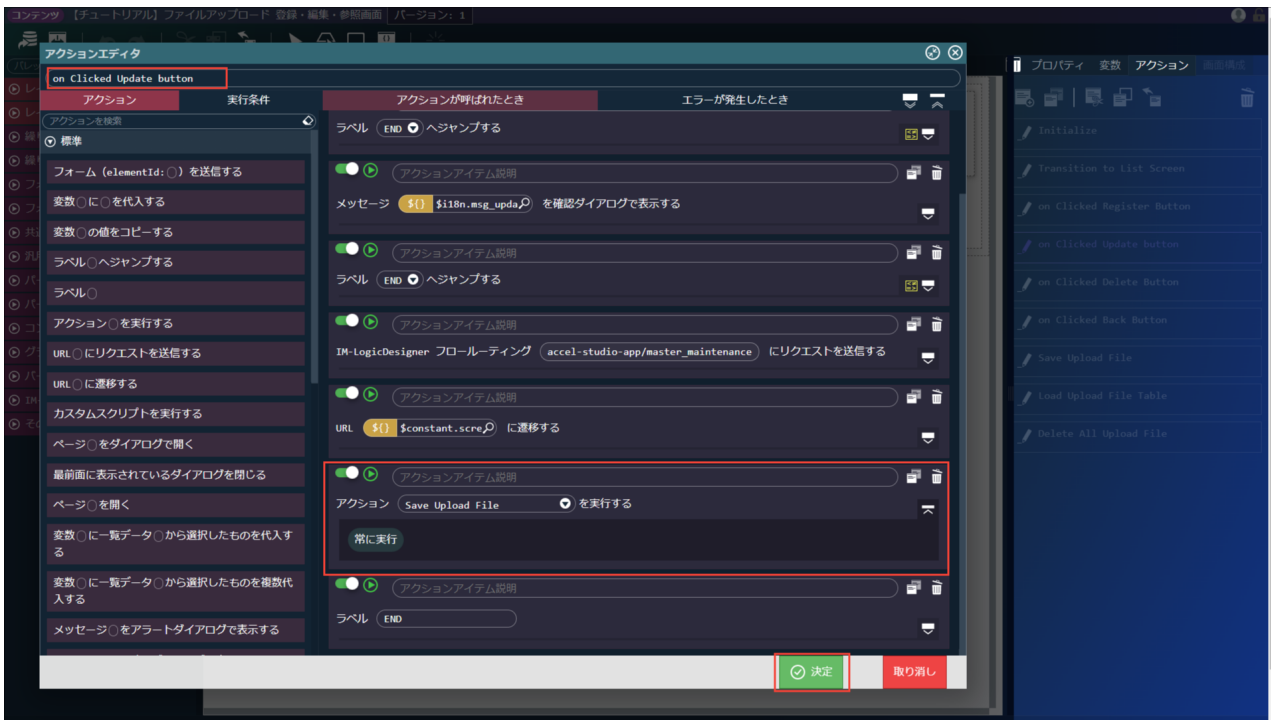 コンテンツ 【チュートリアル】ファイルアップロード 登録・編集・参照画面 バージョン: 1
アクションエディタ
on Clicked Update button
アクション 実行条件 アクションが呼ばれたとき エラーが発生したとき
アクションを検索
標準
フォーム (elementId:) を送信する
変数にを代入する
変数の値をコピーする
ラベルへジャンプする
ラベル
アクションを実行する
URLにリクエストを送信する
URLに遷移する
カスタムスクリプトを実行する
ページをダイアログで開く
最前面に表示されているダイアログを閉じる
ページを開く
変数に一覧データから選択したものを代入す
る
変数に一覧データから選択したものを複数代
入する
メッセージをアラートダイアログで表示する
ラベル END へジャンプする
アクションアイテム説明
メッセージ ${} $i18n.msg_upda を確認ダイアログで表示する
アクションアイテム説明
ラベル END へジャンプする
アクションアイテム説明
IM-LogicDesigner フロールーティング accel-studio-app/master_maintenance にリクエストを送信する
アクションアイテム説明
URL ${} $constant.scre に遷移する
アクションアイテム説明
アクション Save Upload File を実行する
常に実行
アクションアイテム説明
ラベル END
決定 取り消し
プロパティ 変数 アクション 画面構成
Initialize
Transition to List Screen
on Clicked Register Button
on Clicked Update button
on Clicked Delete Button
on Clicked Back Button
Save Upload File
Load Upload File Table
Delete All Upload File